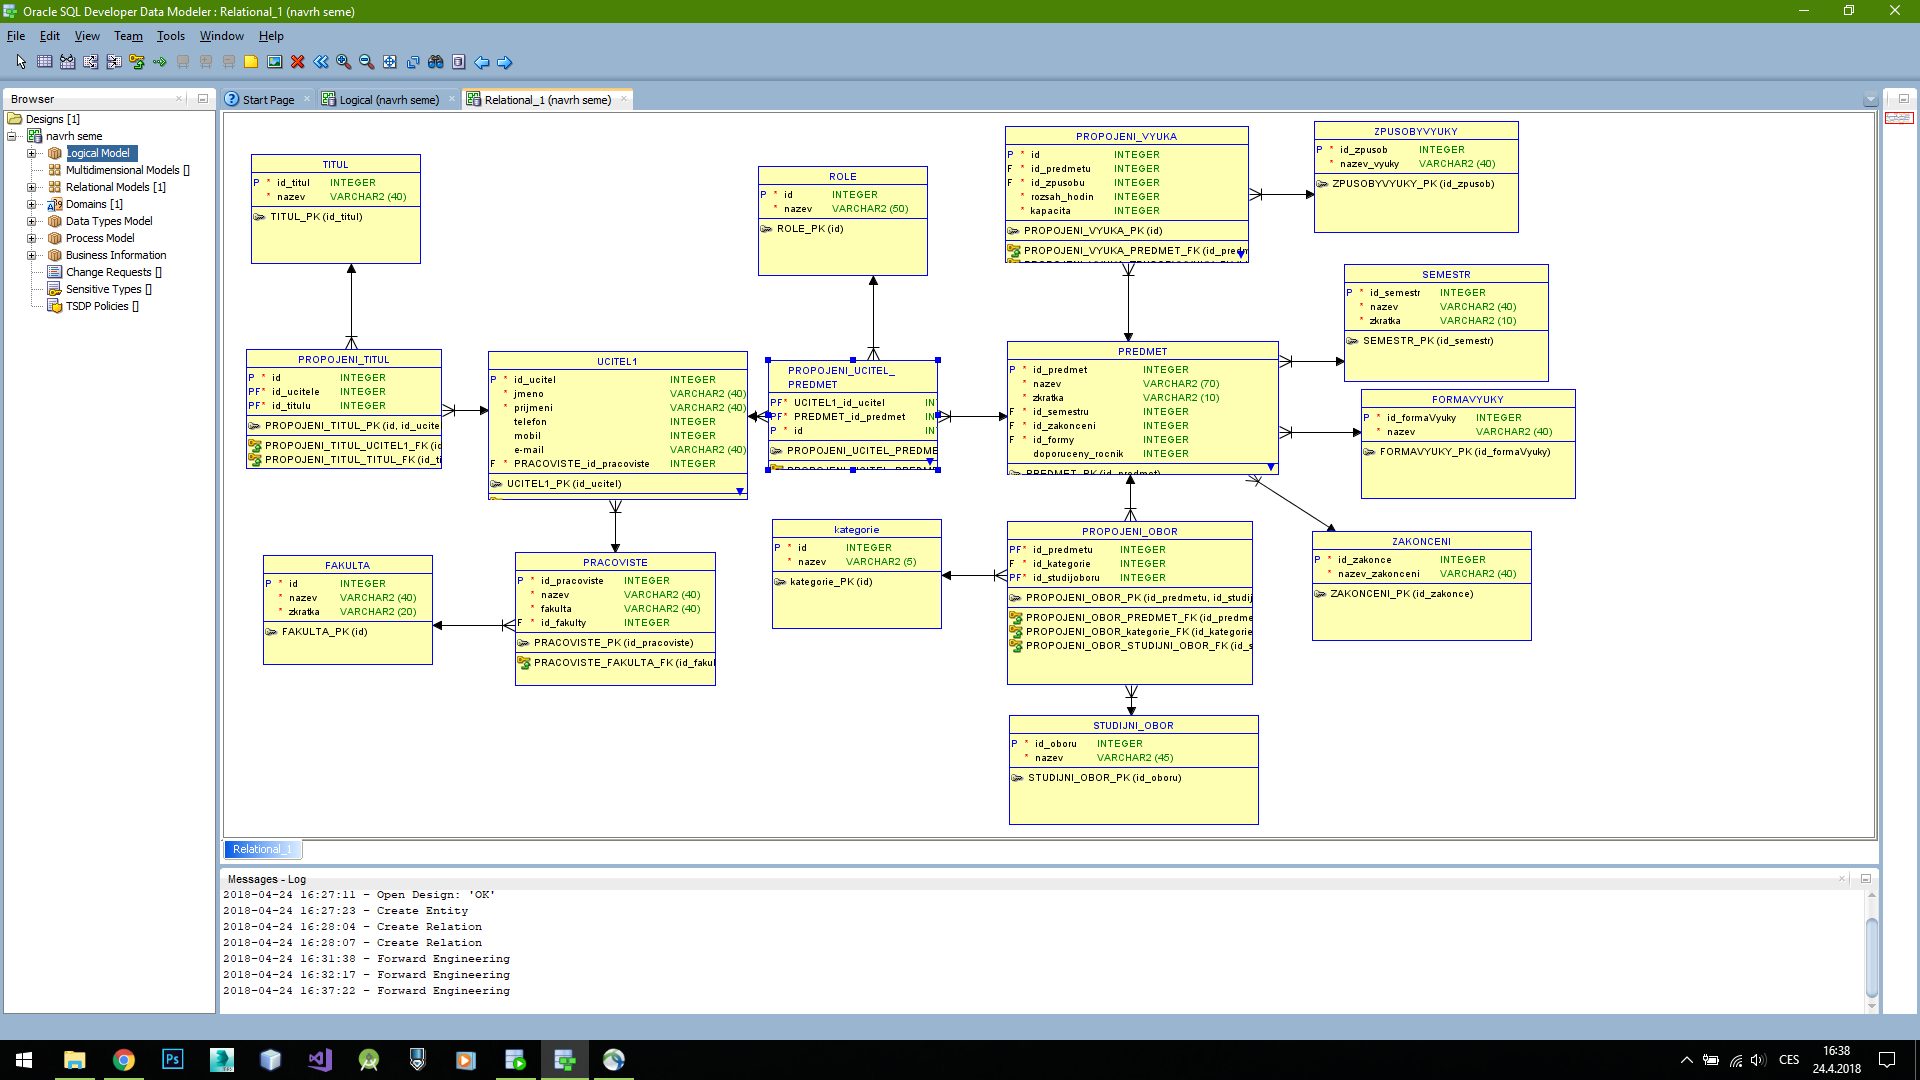 Oracle SQL Developer Data Modeler : Relational_1 (navrh seme)
File Edit View Team Tools Window Help
Browser
Designs [1]
navrh seme
Logical Model
Multidimensional Models []
Relational Models [1]
Domains [1]
Data Types Model
Process Model
Business Information
Change Requests []
Sensitive Types []
TSDP Policies []
Start Page
Logical (navrh seme)
Relational_1 (navrh seme)
TITUL
P * id_titul INTEGER
* nazev VARCHAR2 (40)
TITUL_PK (id_titul)
ROLE
P * id INTEGER
* nazev VARCHAR2 (50)
ROLE_PK (id)
PROPOJENI_VYUKA
P * id INTEGER
F * id_predmetu INTEGER
F * id_zpusobu INTEGER
* rozsah_hodin INTEGER
* kapacita INTEGER
PROPOJENI_VYUKA_PK (id)
PROPOJENI_VYUKA_PREDMET_FK (id_predm
ZPUSOBYVYUKY
P * id_zpusob INTEGER
* nazev_vyuky VARCHAR2 (40)
ZPUSOBYVYUKY_PK (id_zpusob)
SEMESTR
P * id_semestr INTEGER
* nazev VARCHAR2 (40)
* zkratka VARCHAR2 (10)
SEMESTR_PK (id_semestr)
PROPOJENI_TITUL
P * id INTEGER
PF* id_ucitele INTEGER
PF* id_titulu INTEGER
PROPOJENI_TITUL_PK (id, id_ucite
PROPOJENI_TITUL_UCITEL1_FK (id
PROPOJENI_TITUL_TITUL_FK (id_ti
UCITEL1
P * id_ucitel INTEGER
* jmeno VARCHAR2 (40)
* prijmeni VARCHAR2 (40)
telefon INTEGER
mobil INTEGER
e-mail VARCHAR2 (40)
F * PRACOVISTE_id_pracoviste INTEGER
UCITEL1_PK (id_ucitel)
PROPOJENI_UCITEL_
PREDMET
PF* UCITEL1_id_ucitel IN
PF* PREDMET_id_predmet IN
P * id IN
PROPOJENI_UCITEL_PREDME
PREDMET
P * id_predmet INTEGER
* nazev VARCHAR2 (70)
* zkratka VARCHAR2 (10)
F * id_semestru INTEGER
F * id_zakonceni INTEGER
F * id_formy INTEGER
doporuceny_rocnik INTEGER
PREDMET_PK (id_predmet)
FORMAVYUKY
P * id_formaVyuky INTEGER
* nazev VARCHAR2 (40)
FORMAVYUKY_PK (id_formaVyuky)
FAKULTA
P * id INTEGER
* nazev VARCHAR2 (40)
* zkratka VARCHAR2 (20)
FAKULTA_PK (id)
PRACOVISTE
P * id_pracoviste INTEGER
* nazev VARCHAR2 (40)
* fakulta VARCHAR2 (40)
F * id_fakulty INTEGER
PRACOVISTE_PK (id_pracoviste)
PRACOVISTE_FAKULTA_FK (id_fakul
kategorie
P * id INTEGER
* nazev VARCHAR2 (5)
kategorie_PK (id)
PROPOJENI_OBOR
PF* id_predmetu INTEGER
F * id_kategorie INTEGER
PF* id_studijoboru INTEGER
PROPOJENI_OBOR_PK (id_predmetu, id_studij
PROPOJENI_OBOR_PREDMET_FK (id_predme
PROPOJENI_OBOR_kategorie_FK (id_kategorie
PROPOJENI_OBOR_STUDIJNI_OBOR_FK (id_s
ZAKONCENI
P * id_zakonce INTEGER
* nazev_zakonceni VARCHAR2 (40)
ZAKONCENI_PK (id_zakonce)
STUDIJNI_OBOR
P * id_oboru INTEGER
* nazev VARCHAR2 (45)
STUDIJNI_OBOR_PK (id_oboru)
Relational_1
Messages - Log
2018-04-24 16:27:11 - Open Design: 'OK'
2018-04-24 16:27:23 - Create Entity
2018-04-24 16:28:04 - Create Relation
2018-04-24 16:28:07 - Create Relation
2018-04-24 16:31:38 - Forward Engineering
2018-04-24 16:32:17 - Forward Engineering
2018-04-24 16:37:22 - Forward Engineering
Ps
CES
16:38
24.4.2018